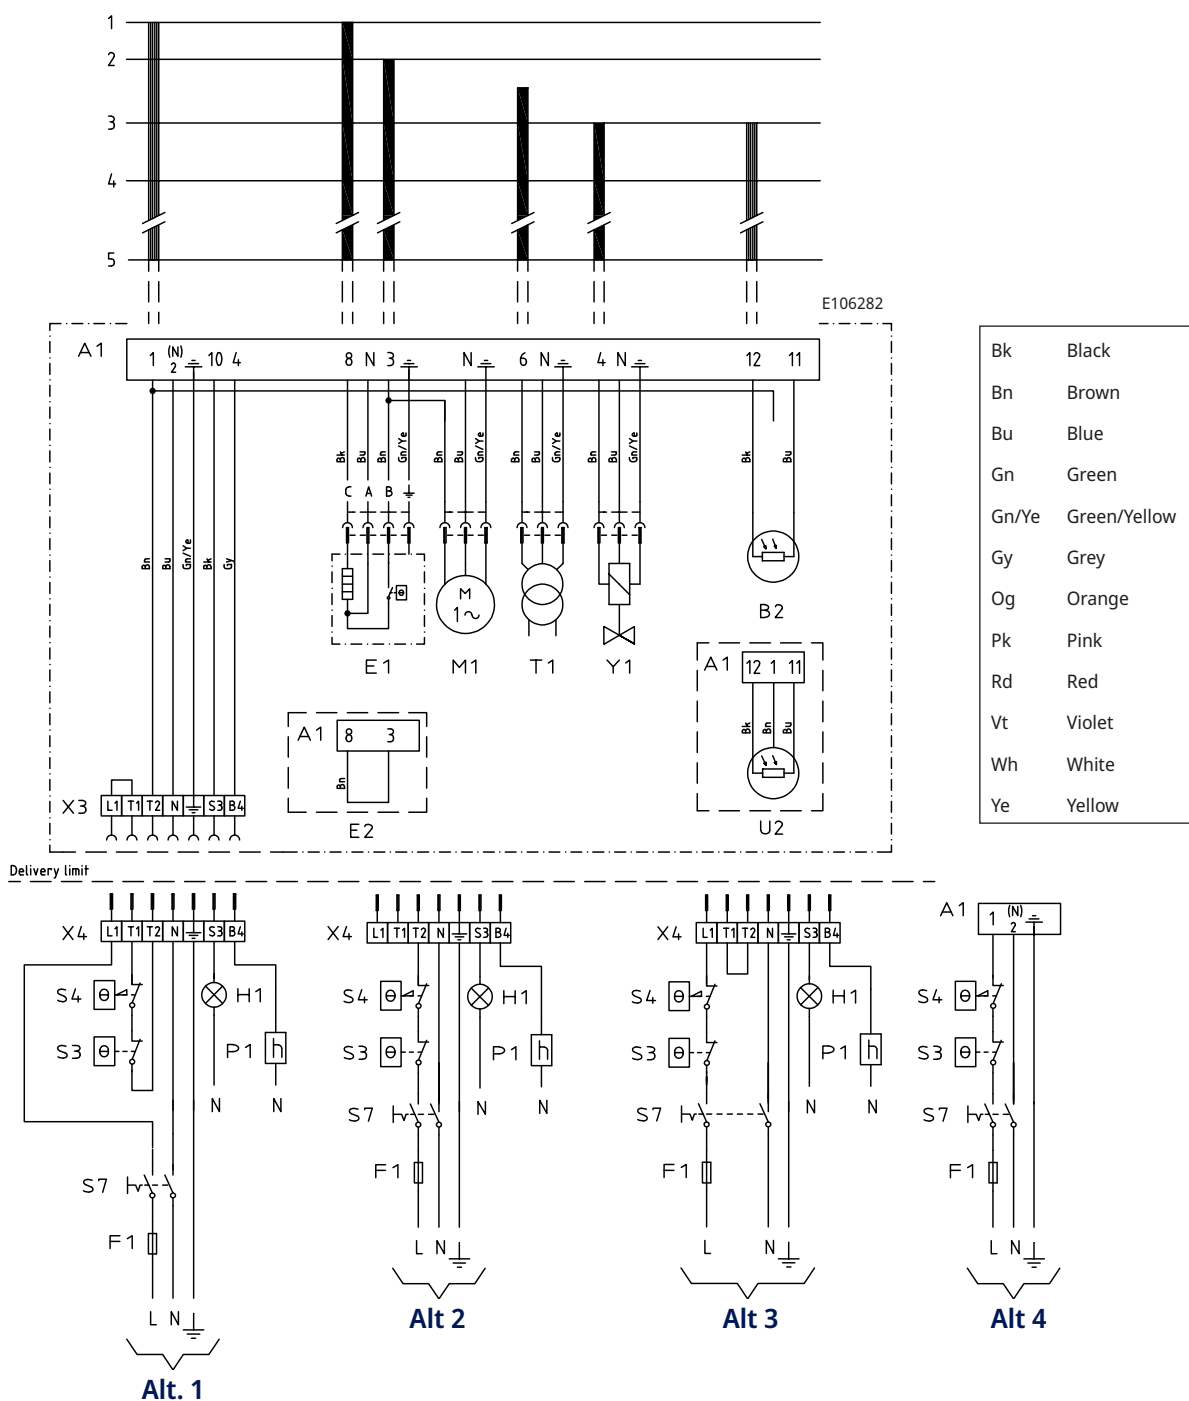 1
2
3
4
5
E106282
A1 1 (N) 2 10 4 8 N 3 N 6 N 4 N 12 11
Bk Black
Bn Brown
Bu Blue
Gn Green
Gn/Ye Green/Yellow
Gy Grey
Og Orange
Pk Pink
Rd Red
Vt Violet
Wh White
Ye Yellow
Bk Bu Bn Gn/Ye Bn Bu Gn/Ye Bn Bu Gn/Ye Bn Bu Gn/Ye Bk Bu
C A B
Bn Bu Gn/Ye Bk Gy
θ
M
1~
B2
E1 M1 T1 Y1
A1 12 1 11
Bk Bn Bu
U2
A1 8 3
Bn
E2
X3 L1 T1 T2 N S3 B4
Delivery limit
X4 L1 T1 T2 N S3 B4
S4 θ H1
S3 θ P1 h
N N
S7
F1
L N
Alt. 1
X4 L1 T1 T2 N S3 B4
S4 θ H1
S3 θ P1 h
N N
S7
F1
L N
Alt 2
X4 L1 T1 T2 N S3 B4
S4 θ H1
S3 θ P1 h
N N
S7
F1
L N
Alt 3
A1 1 (N) 2
S4 θ
S3 θ
S7
F1
L N
Alt 4